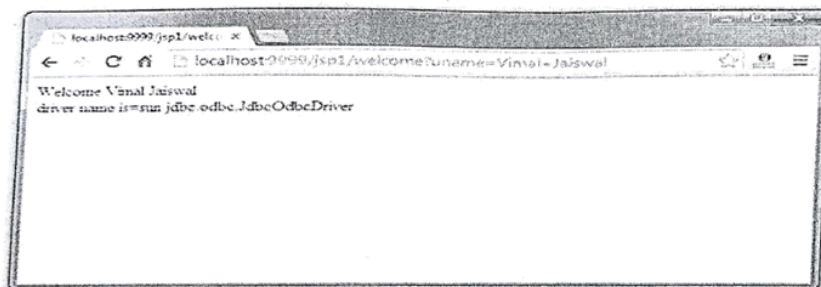 localhost:9999/jsp1/welco ×
localhost:9999/jsp1/welcome?uname=Vimal+Jaiswal
Welcome Vimal Jaiswal
driver name is=sun.jdbc.odbc.JdbcOdbcDriver